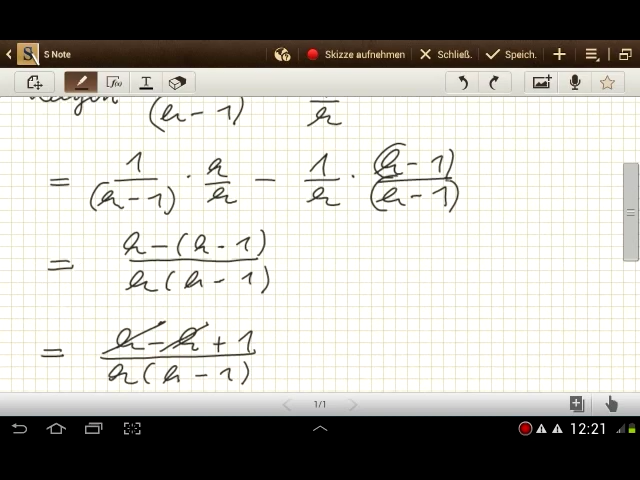 S Note
Skizze aufnehmen Schließ. Speich.
f(x) T
(k - 1) k
= 1/(k - 1) · k/k - 1/k · (k - 1)/(k - 1)
= k - (k - 1) / k(k - 1)
= k - k + 1 / k(k - 1)
1/1
12:21